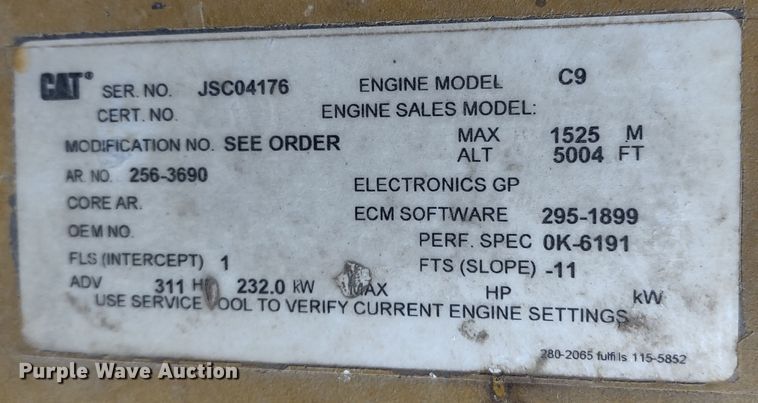 CAT® SER. NO. JSC04176 ENGINE MODEL C9
CERT. NO. ENGINE SALES MODEL:
MODIFICATION NO. SEE ORDER MAX 1525 M
ALT 5004 FT
AR. NO. 256-3690 ELECTRONICS GP
CORE AR. ECM SOFTWARE 295-1899
OEM NO. PERF. SPEC 0K-6191
FLS (INTERCEPT) 1 FTS (SLOPE) -11
ADV 311 HP 232.0 kW MAX HP kW
USE SERVICE TOOL TO VERIFY CURRENT ENGINE SETTINGS
280-2065 fulfils 115-5852
Purple Wave Auction